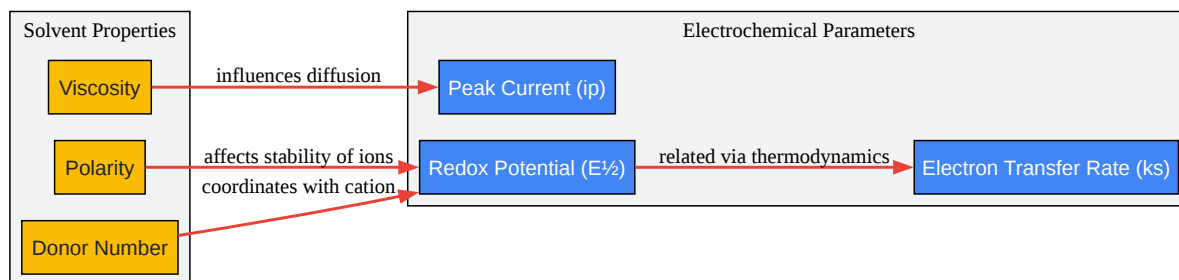 Solvent Properties
Electrochemical Parameters
Viscosity
influences diffusion
Peak Current (ip)
Polarity
affects stability of ions
Redox Potential (E½)
related via thermodynamics
Electron Transfer Rate (ks)
coordinates with cation
Donor Number